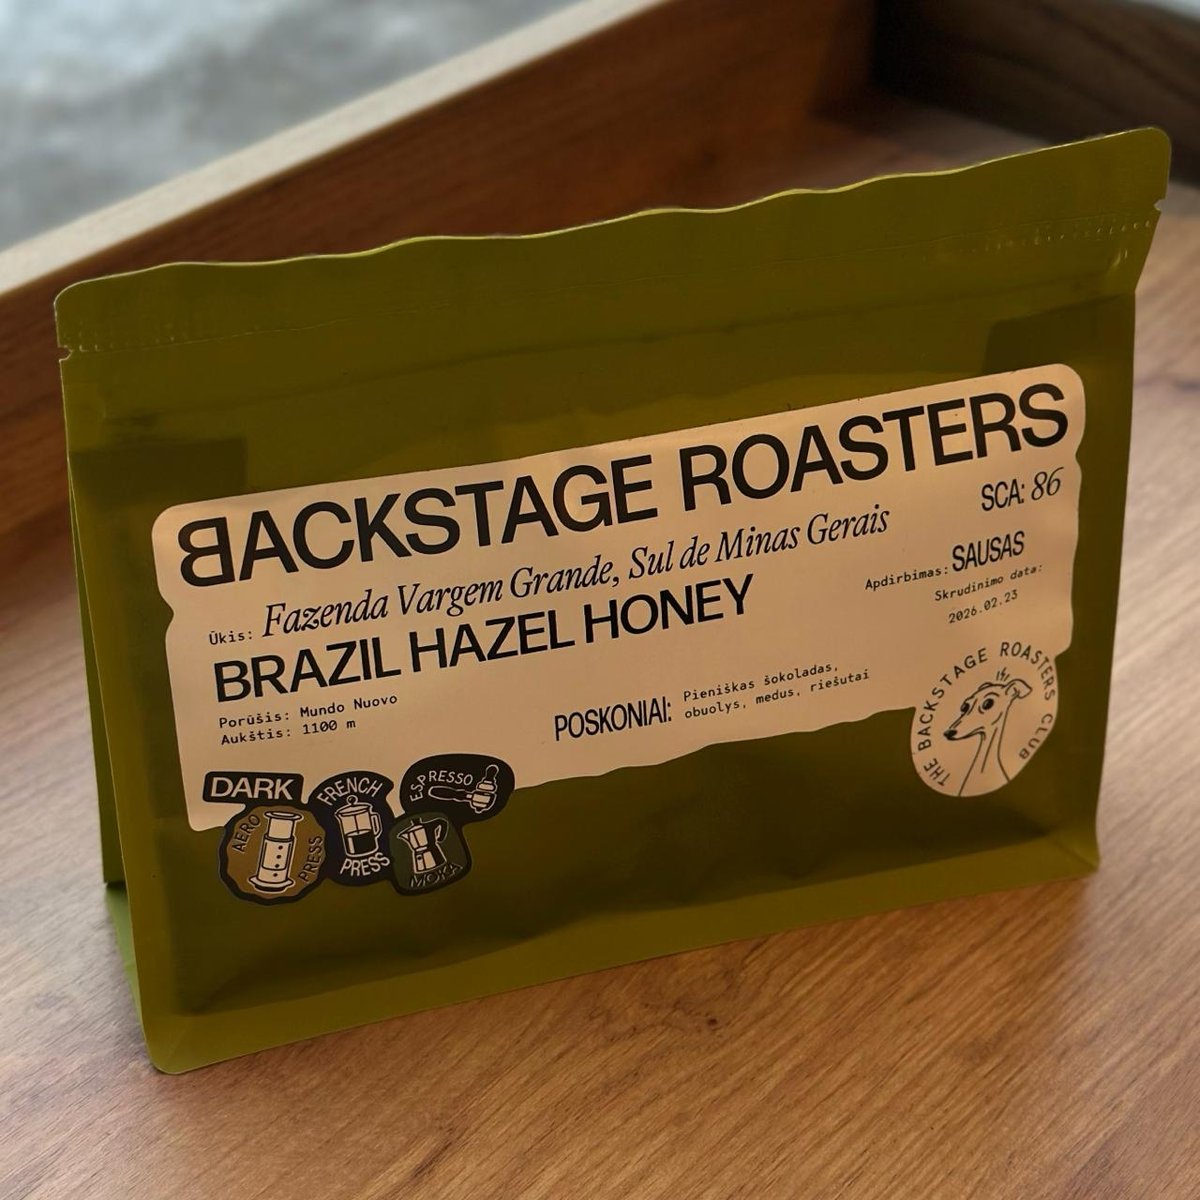 BACKSTAGE ROASTERS
SCA: 86
Ūkis: Fazenda Vargem Grande, Sul de Minas Gerais
BRAZIL HAZEL HONEY
Apdirbimas: SAUSAS
Skrudinimo data:
2026.02.23
Porūšis: Mundo Nuovo
Aukštis: 1100 m
POSKONIAI: Pieniškas šokoladas,
obuolys, medus, riešutai
THE BACKSTAGE ROASTERS CLUB
DARK
AERO PRESS
FRENCH PRESS
ESPRESSO
MOKA